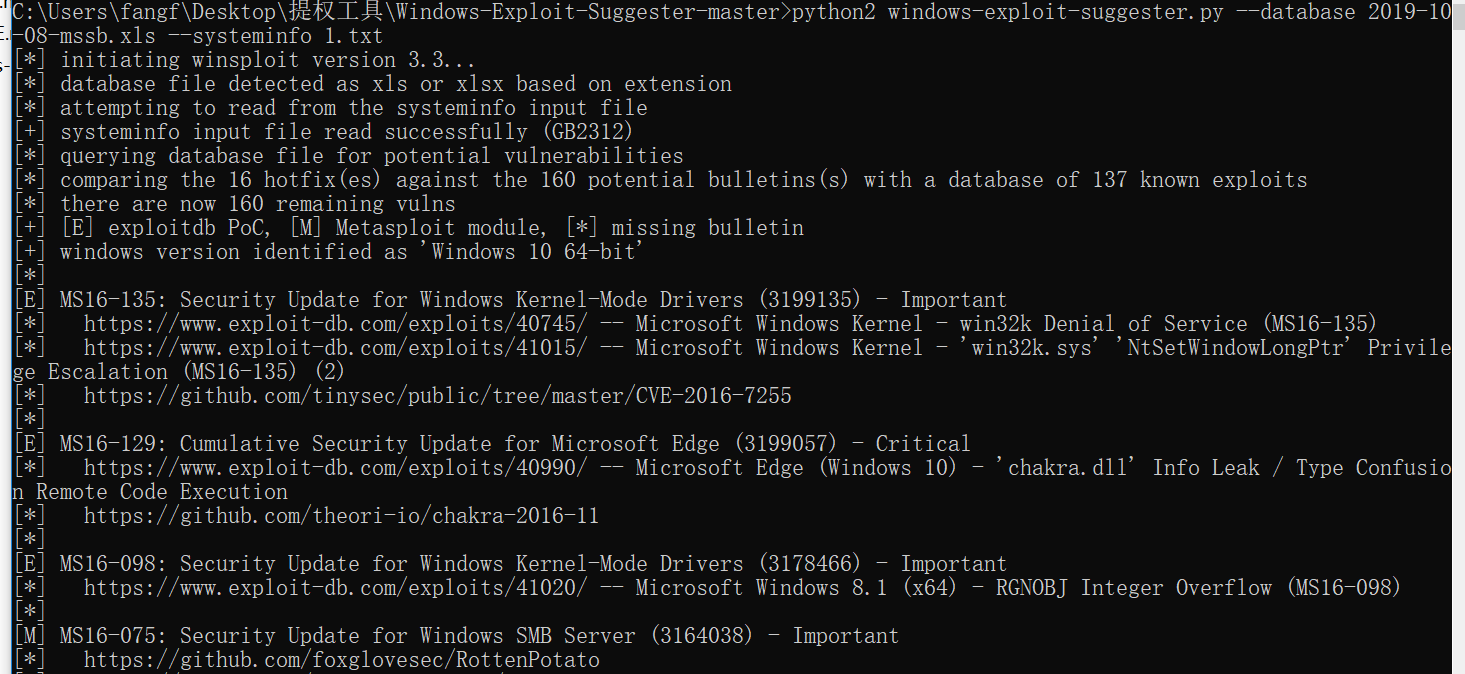 C:\Users\fangf\Desktop\提权工具\Windows-Exploit-Suggester-master>python2 windows-exploit-suggester.py --database 2019-10
-08-mssb.xls --systeminfo 1.txt
[*] initiating winsploit version 3.3...
[*] database file detected as xls or xlsx based on extension
[*] attempting to read from the systeminfo input file
[+] systeminfo input file read successfully (GB2312)
[*] querying database file for potential vulnerabilities
[*] comparing the 16 hotfix(es) against the 160 potential bulletins(s) with a database of 137 known exploits
[*] there are now 160 remaining vulns
[+] [E] exploitdb PoC, [M] Metasploit module, [*] missing bulletin
[+] windows version identified as 'Windows 10 64-bit'
[*]
[E] MS16-135: Security Update for Windows Kernel-Mode Drivers (3199135) - Important
[*]   https://www.exploit-db.com/exploits/40745/ -- Microsoft Windows Kernel - win32k Denial of Service (MS16-135)
[*]   https://www.exploit-db.com/exploits/41015/ -- Microsoft Windows Kernel - 'win32k.sys' 'NtSetWindowLongPtr' Privile
ge Escalation (MS16-135) (2)
[*]   https://github.com/tinysec/public/tree/master/CVE-2016-7255
[*]
[E] MS16-129: Cumulative Security Update for Microsoft Edge (3199057) - Critical
[*]   https://www.exploit-db.com/exploits/40990/ -- Microsoft Edge (Windows 10) - 'chakra.dll' Info Leak / Type Confusio
n Remote Code Execution
[*]   https://github.com/theori-io/chakra-2016-11
[*]
[E] MS16-098: Security Update for Windows Kernel-Mode Drivers (3178466) - Important
[*]   https://www.exploit-db.com/exploits/41020/ -- Microsoft Windows 8.1 (x64) - RGNOBJ Integer Overflow (MS16-098)
[*]
[M] MS16-075: Security Update for Windows SMB Server (3164038) - Important
[*]   https://github.com/foxglovesec/RottenPotato